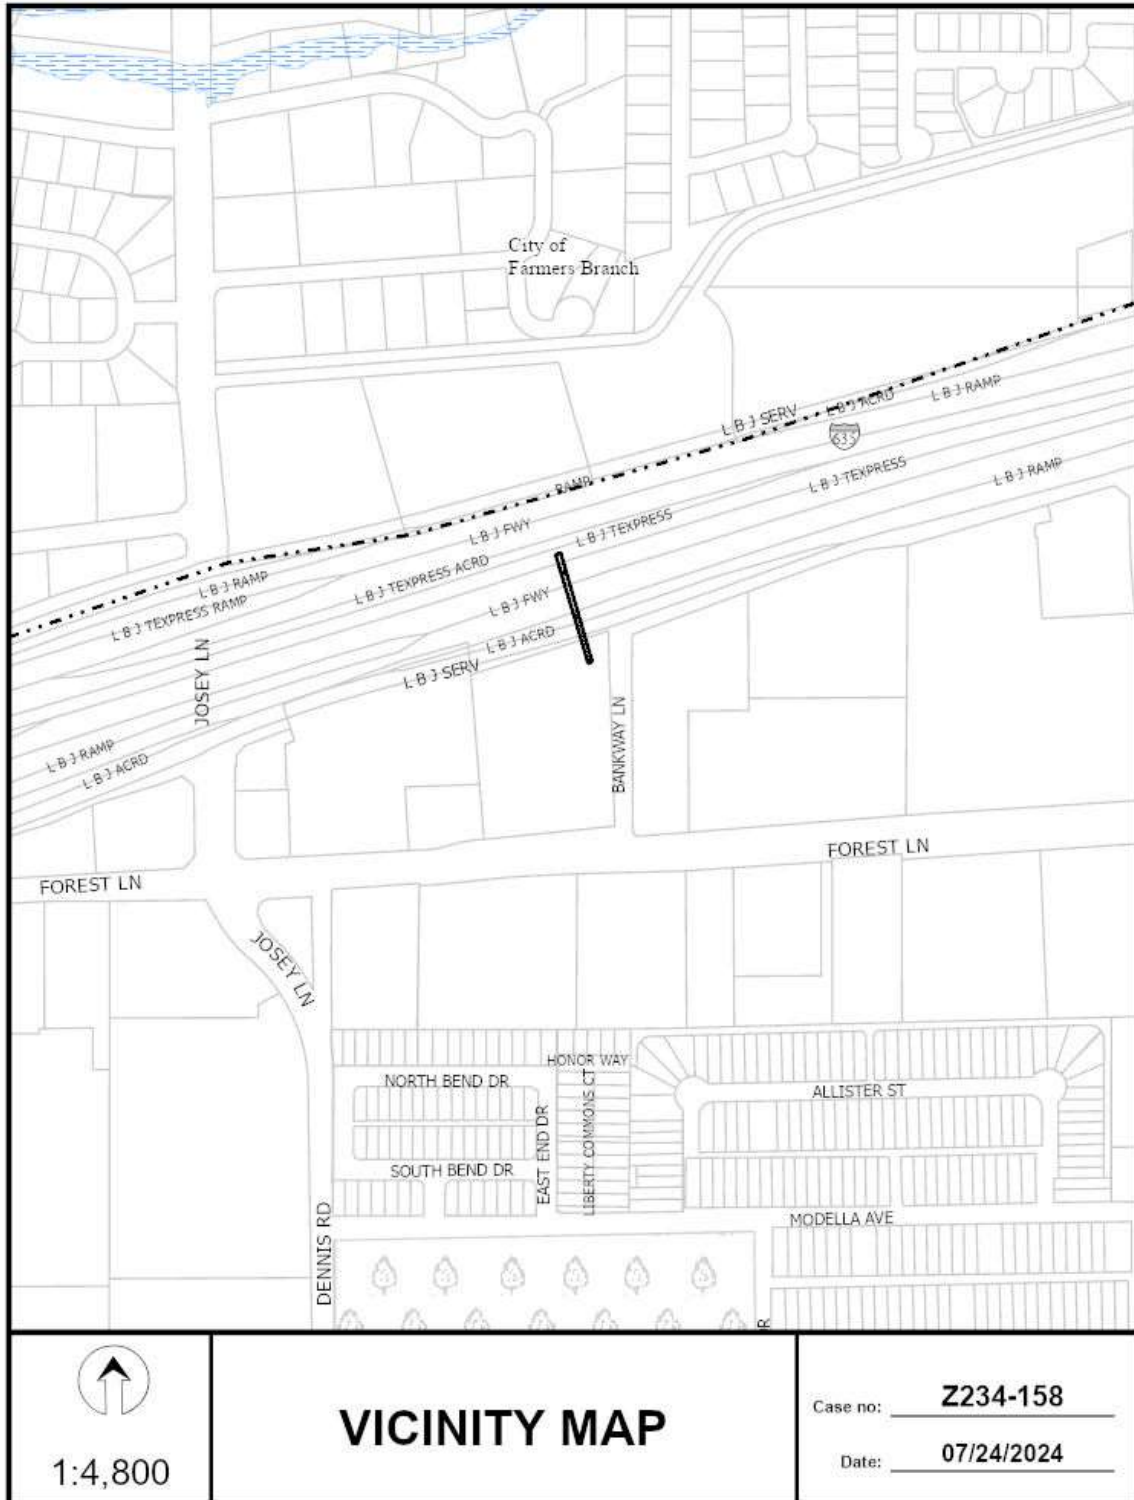 City of
Farmers Branch
L B J RAMP
L B J ACRD
L B J SERV
635
RAMP
L B J TEXPRESS
L B J RAMP
L B J FWY
L B J TEXPRESS
L B J TEXPRESS ACRD
L B J RAMP
L B J TEXPRESS RAMP
L B J FWY
L B J ACRD
L B J SERV
JOSEY LN
BANKWAY LN
L B J RAMP
L B J ACRD
FOREST LN
FOREST LN
JOSEY LN
HONOR WAY
NORTH BEND DR
ALLISTER ST
EAST END DR
LIBERTY COMMONS CT
SOUTH BEND DR
MODELLA AVE
DENNIS RD
DR
1:4,800
VICINITY MAP
Case no: Z234-158
Date: 07/24/2024